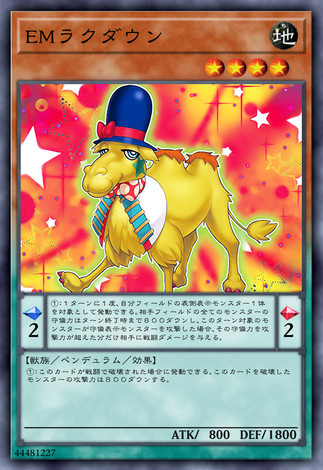 EMラクダウン
地
①:1ターンに1度、自分フィールドの表側表示モンスター1体
を対象として発動できる。相手フィールドの全てのモンスターの
守備力はターン終了時まで800ダウンし、このターン対象のモ
ンスターが守備表示モンスターを攻撃した場合、その守備力を攻
撃力が超えた分だけ相手に戦闘ダメージを与える。
2
2
【獣族/ペンデュラム/効果】
①:このカードが戦闘で破壊された場合に発動できる。このカードを破壊した
モンスターの攻撃力は800ダウンする。
ATK/ 800 DEF/1800
44481227